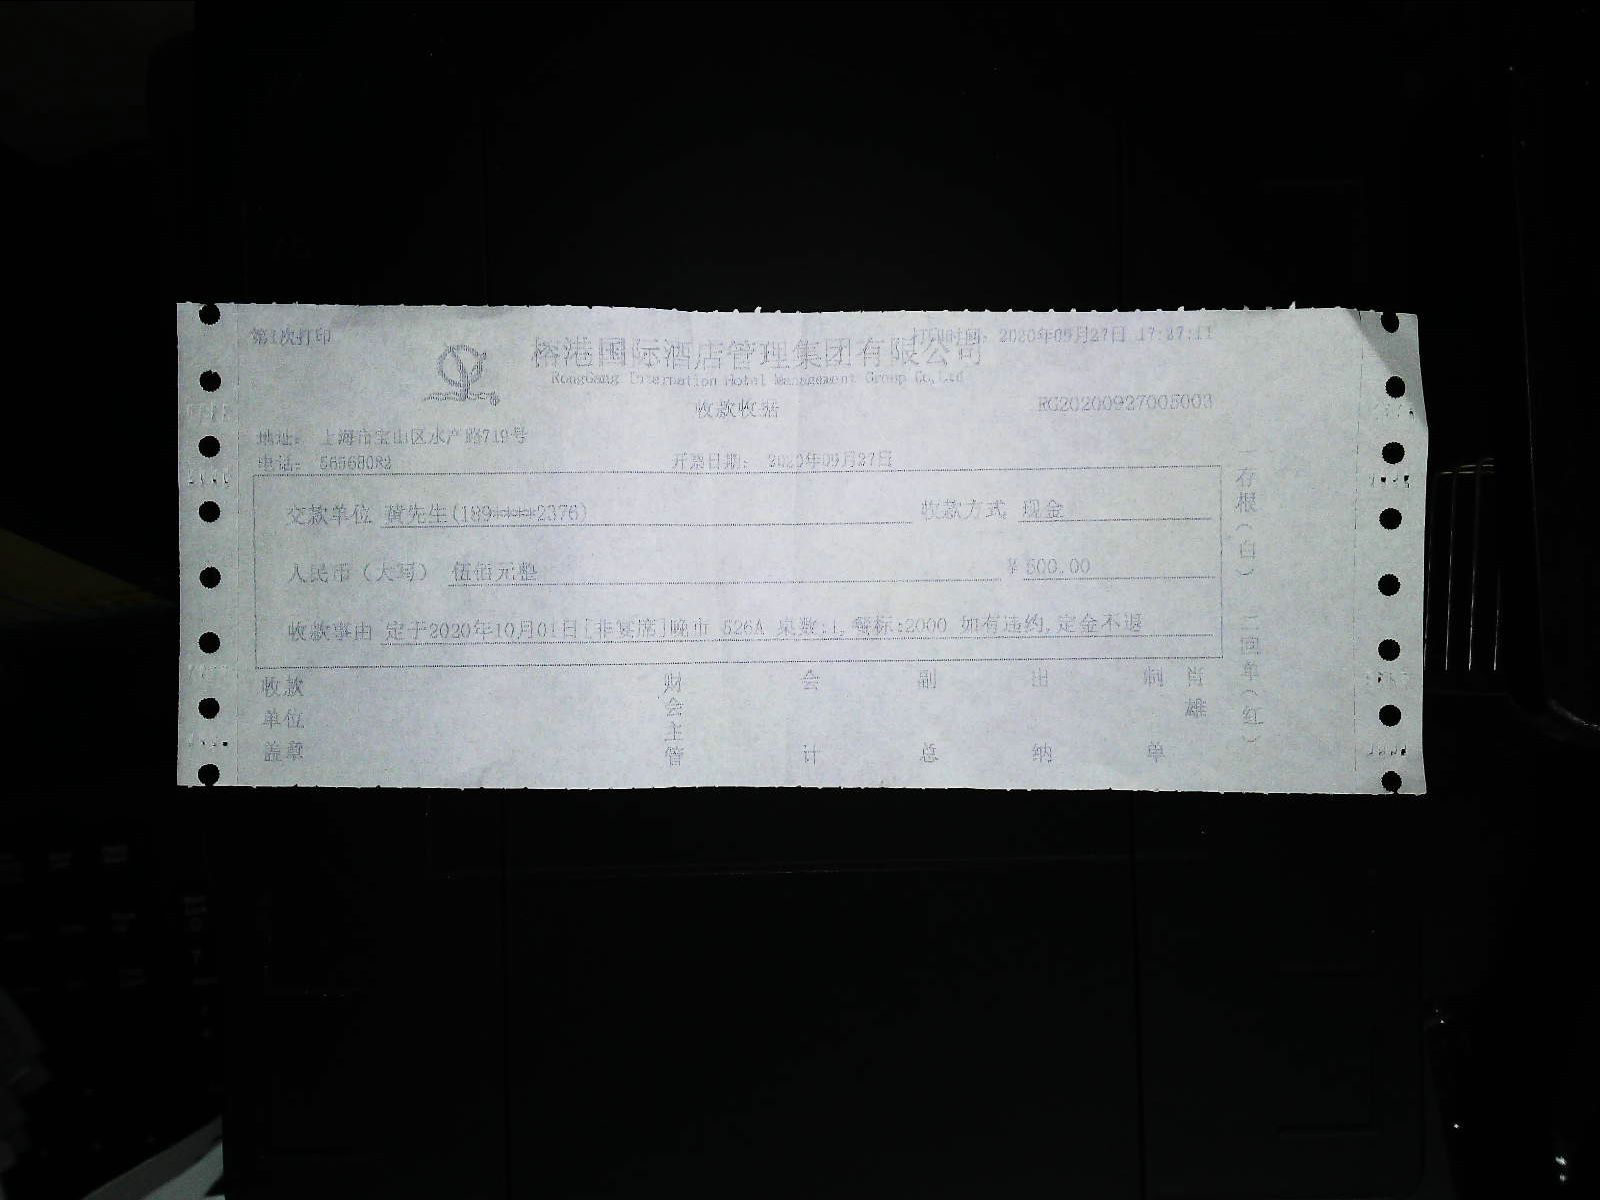 第1次打印
打印时间: 2020年09月27日 17:27:11
榕港国际酒店管理集团有限公司
RongGang Internation Hotel Management Group Co,Ltd
收款收据
RG20200927005003
地址: 上海市宝山区水产路719号
电话: 56568082
开票日期: 2020年09月27日
交款单位 董先生(189****2376) 收款方式 现金
人民币（大写） 伍佰元整 ￥500.00
收款事由 定于2020年10月01日[非宴席]晚市 526A 桌数:1,餐标:2000 如有违约,定金不退
收款单位盖章 财会主管 会计 副总 出纳 制单
存根（白） 二回单（红）